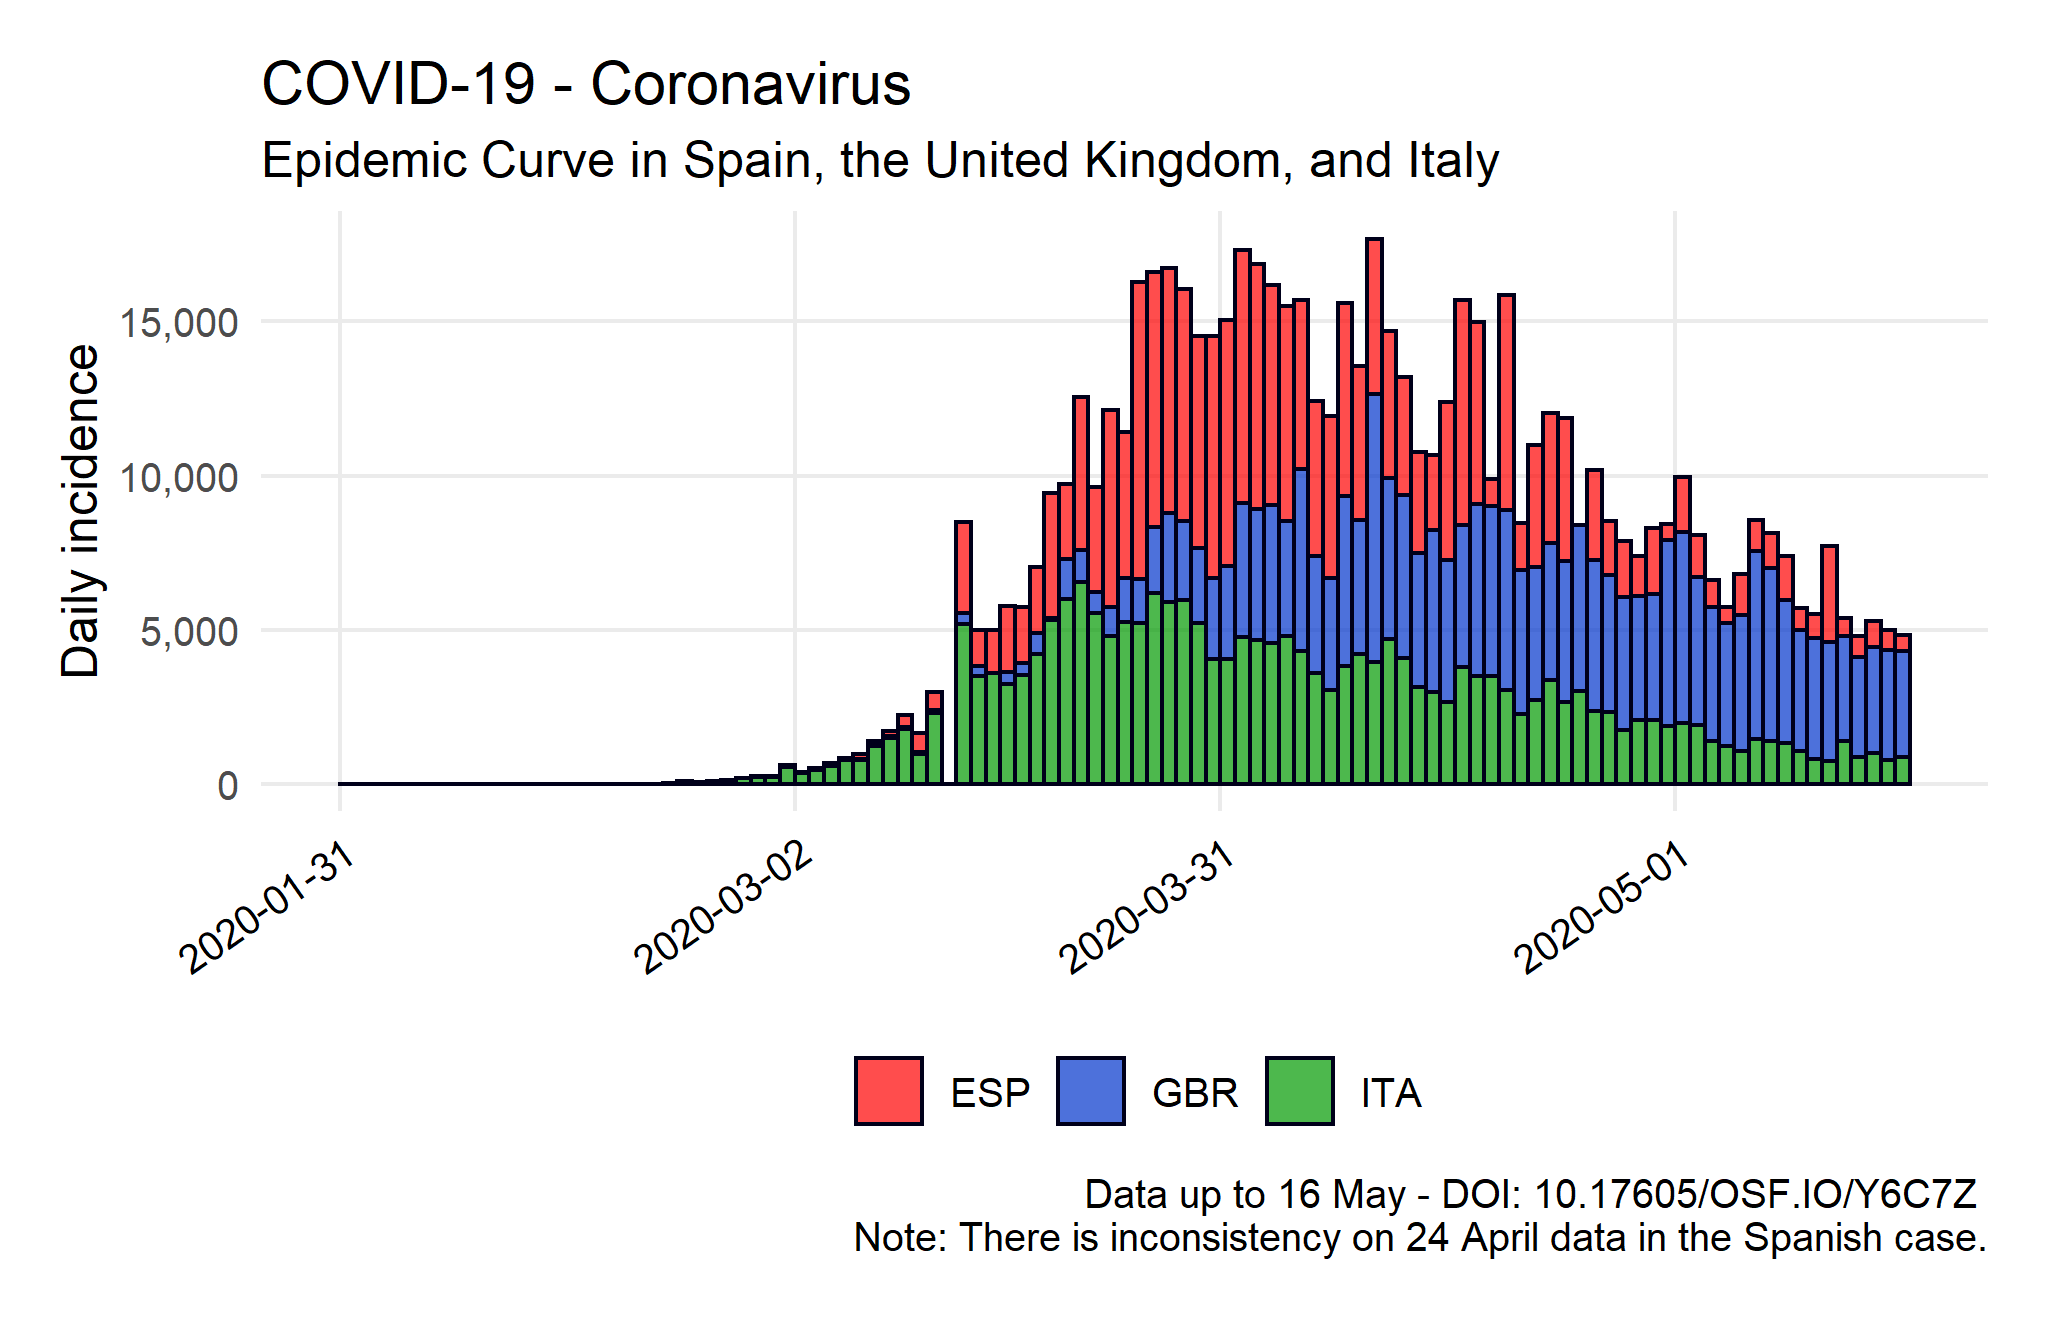 COVID-19 - Coronavirus
Epidemic Curve in Spain, the United Kingdom, and Italy
Daily incidence
15,000
10,000
5,000
0
2020-01-31
2020-03-02
2020-03-31
2020-05-01
ESP
GBR
ITA
Data up to 16 May - DOI: 10.17605/OSF.IO/Y6C7Z
Note: There is inconsistency on 24 April data in the Spanish case.